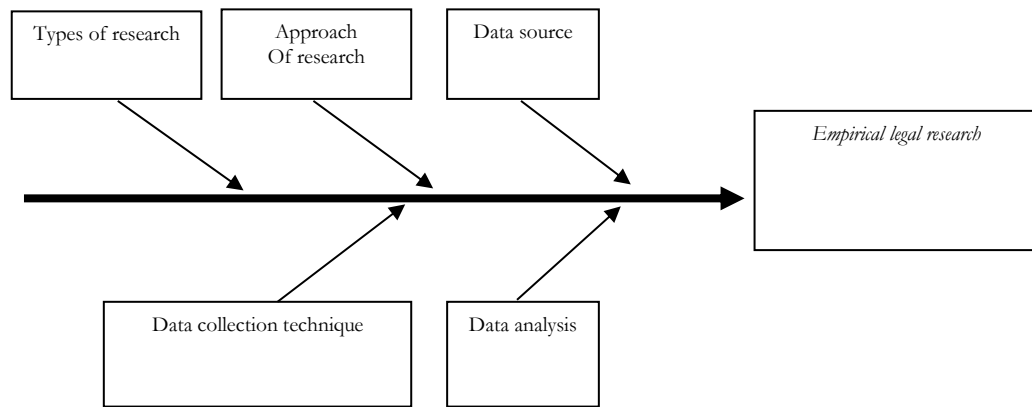 Types of research
Approach
Of research
Data source
Empirical legal research
Data collection technique
Data analysis